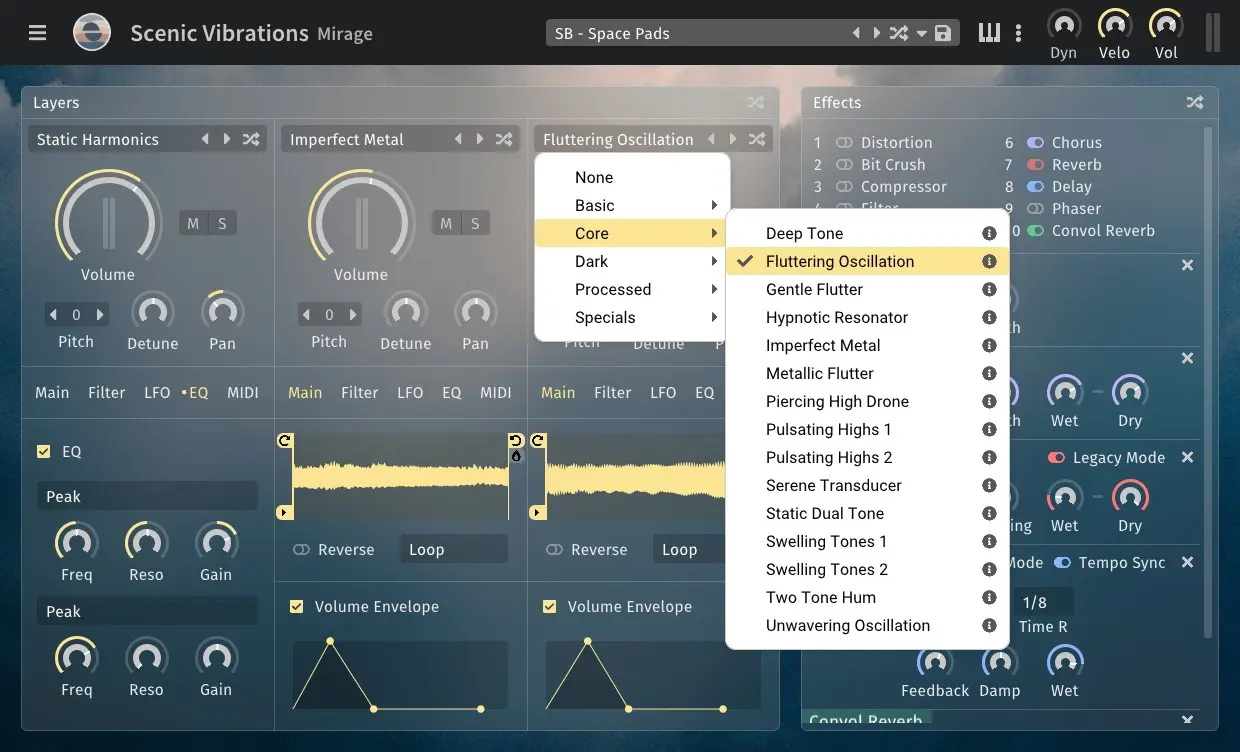 Scenic Vibrations Mirage
SB - Space Pads
Dyn Velo Vol
Layers
Static Harmonics
Imperfect Metal
Fluttering Oscillation
M S
Volume
M S
Volume
0
Pitch Detune Pan
0
Pitch Detune Pan
Pitch Detune
Main Filter LFO EQ MIDI
Main Filter LFO EQ MIDI
Main Filter LFO EQ
EQ
Peak
Freq Reso Gain
Peak
Freq Reso Gain
Reverse Loop
Volume Envelope
Reverse Loop
Volume Envelope
None
Basic
Core
Dark
Processed
Specials
Deep Tone
Fluttering Oscillation
Gentle Flutter
Hypnotic Resonator
Imperfect Metal
Metallic Flutter
Piercing High Drone
Pulsating Highs 1
Pulsating Highs 2
Serene Transducer
Static Dual Tone
Swelling Tones 1
Swelling Tones 2
Two Tone Hum
Unwavering Oscillation
Effects
1 Distortion
2 Bit Crush
3 Compressor
4 Filter
6 Chorus
7 Reverb
8 Delay
9 Phaser
0 Convol Reverb
th
Wet Dry
Legacy Mode
ing Wet Dry
Mode Tempo Sync
1/8
Time R
Feedback Damp Wet
Convol Reverb